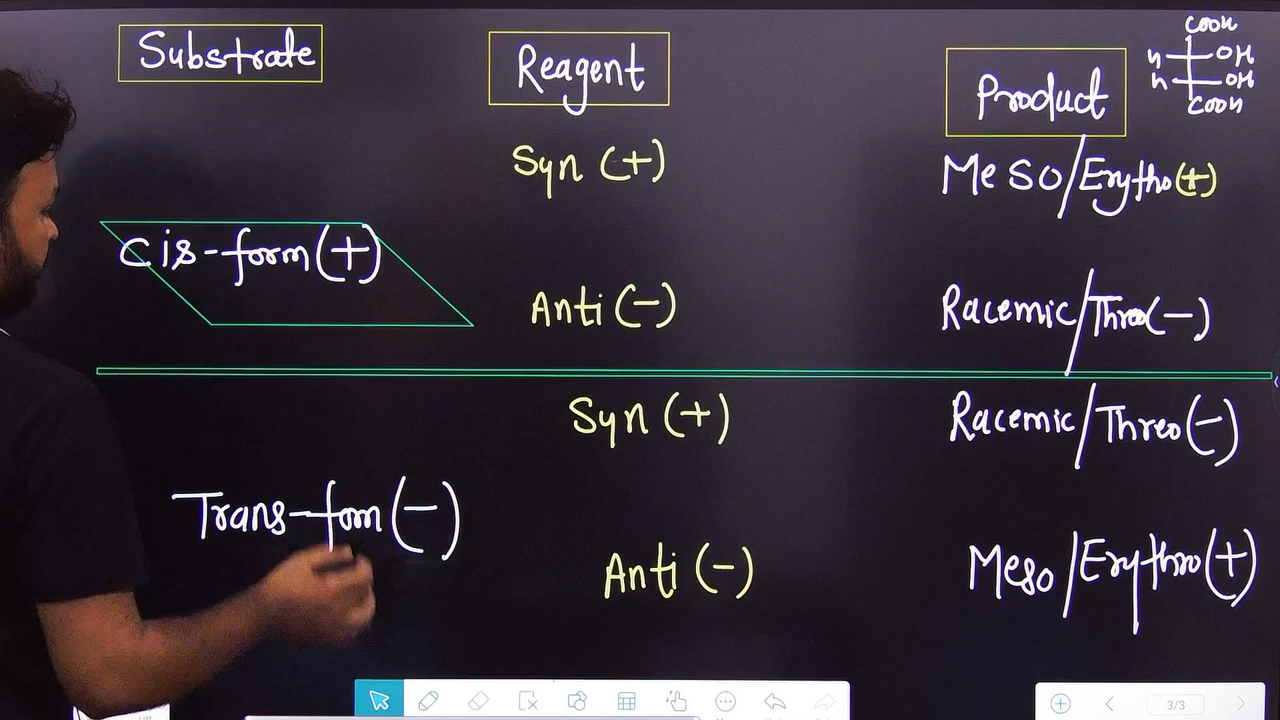 Substrate
Reagent
Product
COOH
H OH
H OH
COOH
Syn (+)
Meso/Erytho(+)
Cis-form(+)
Anti (-)
Racemic/Threo(-)
Syn (+)
Racemic/Threo(-)
Trans-form(-)
Anti (-)
Meso/Erythro(+)
3/3